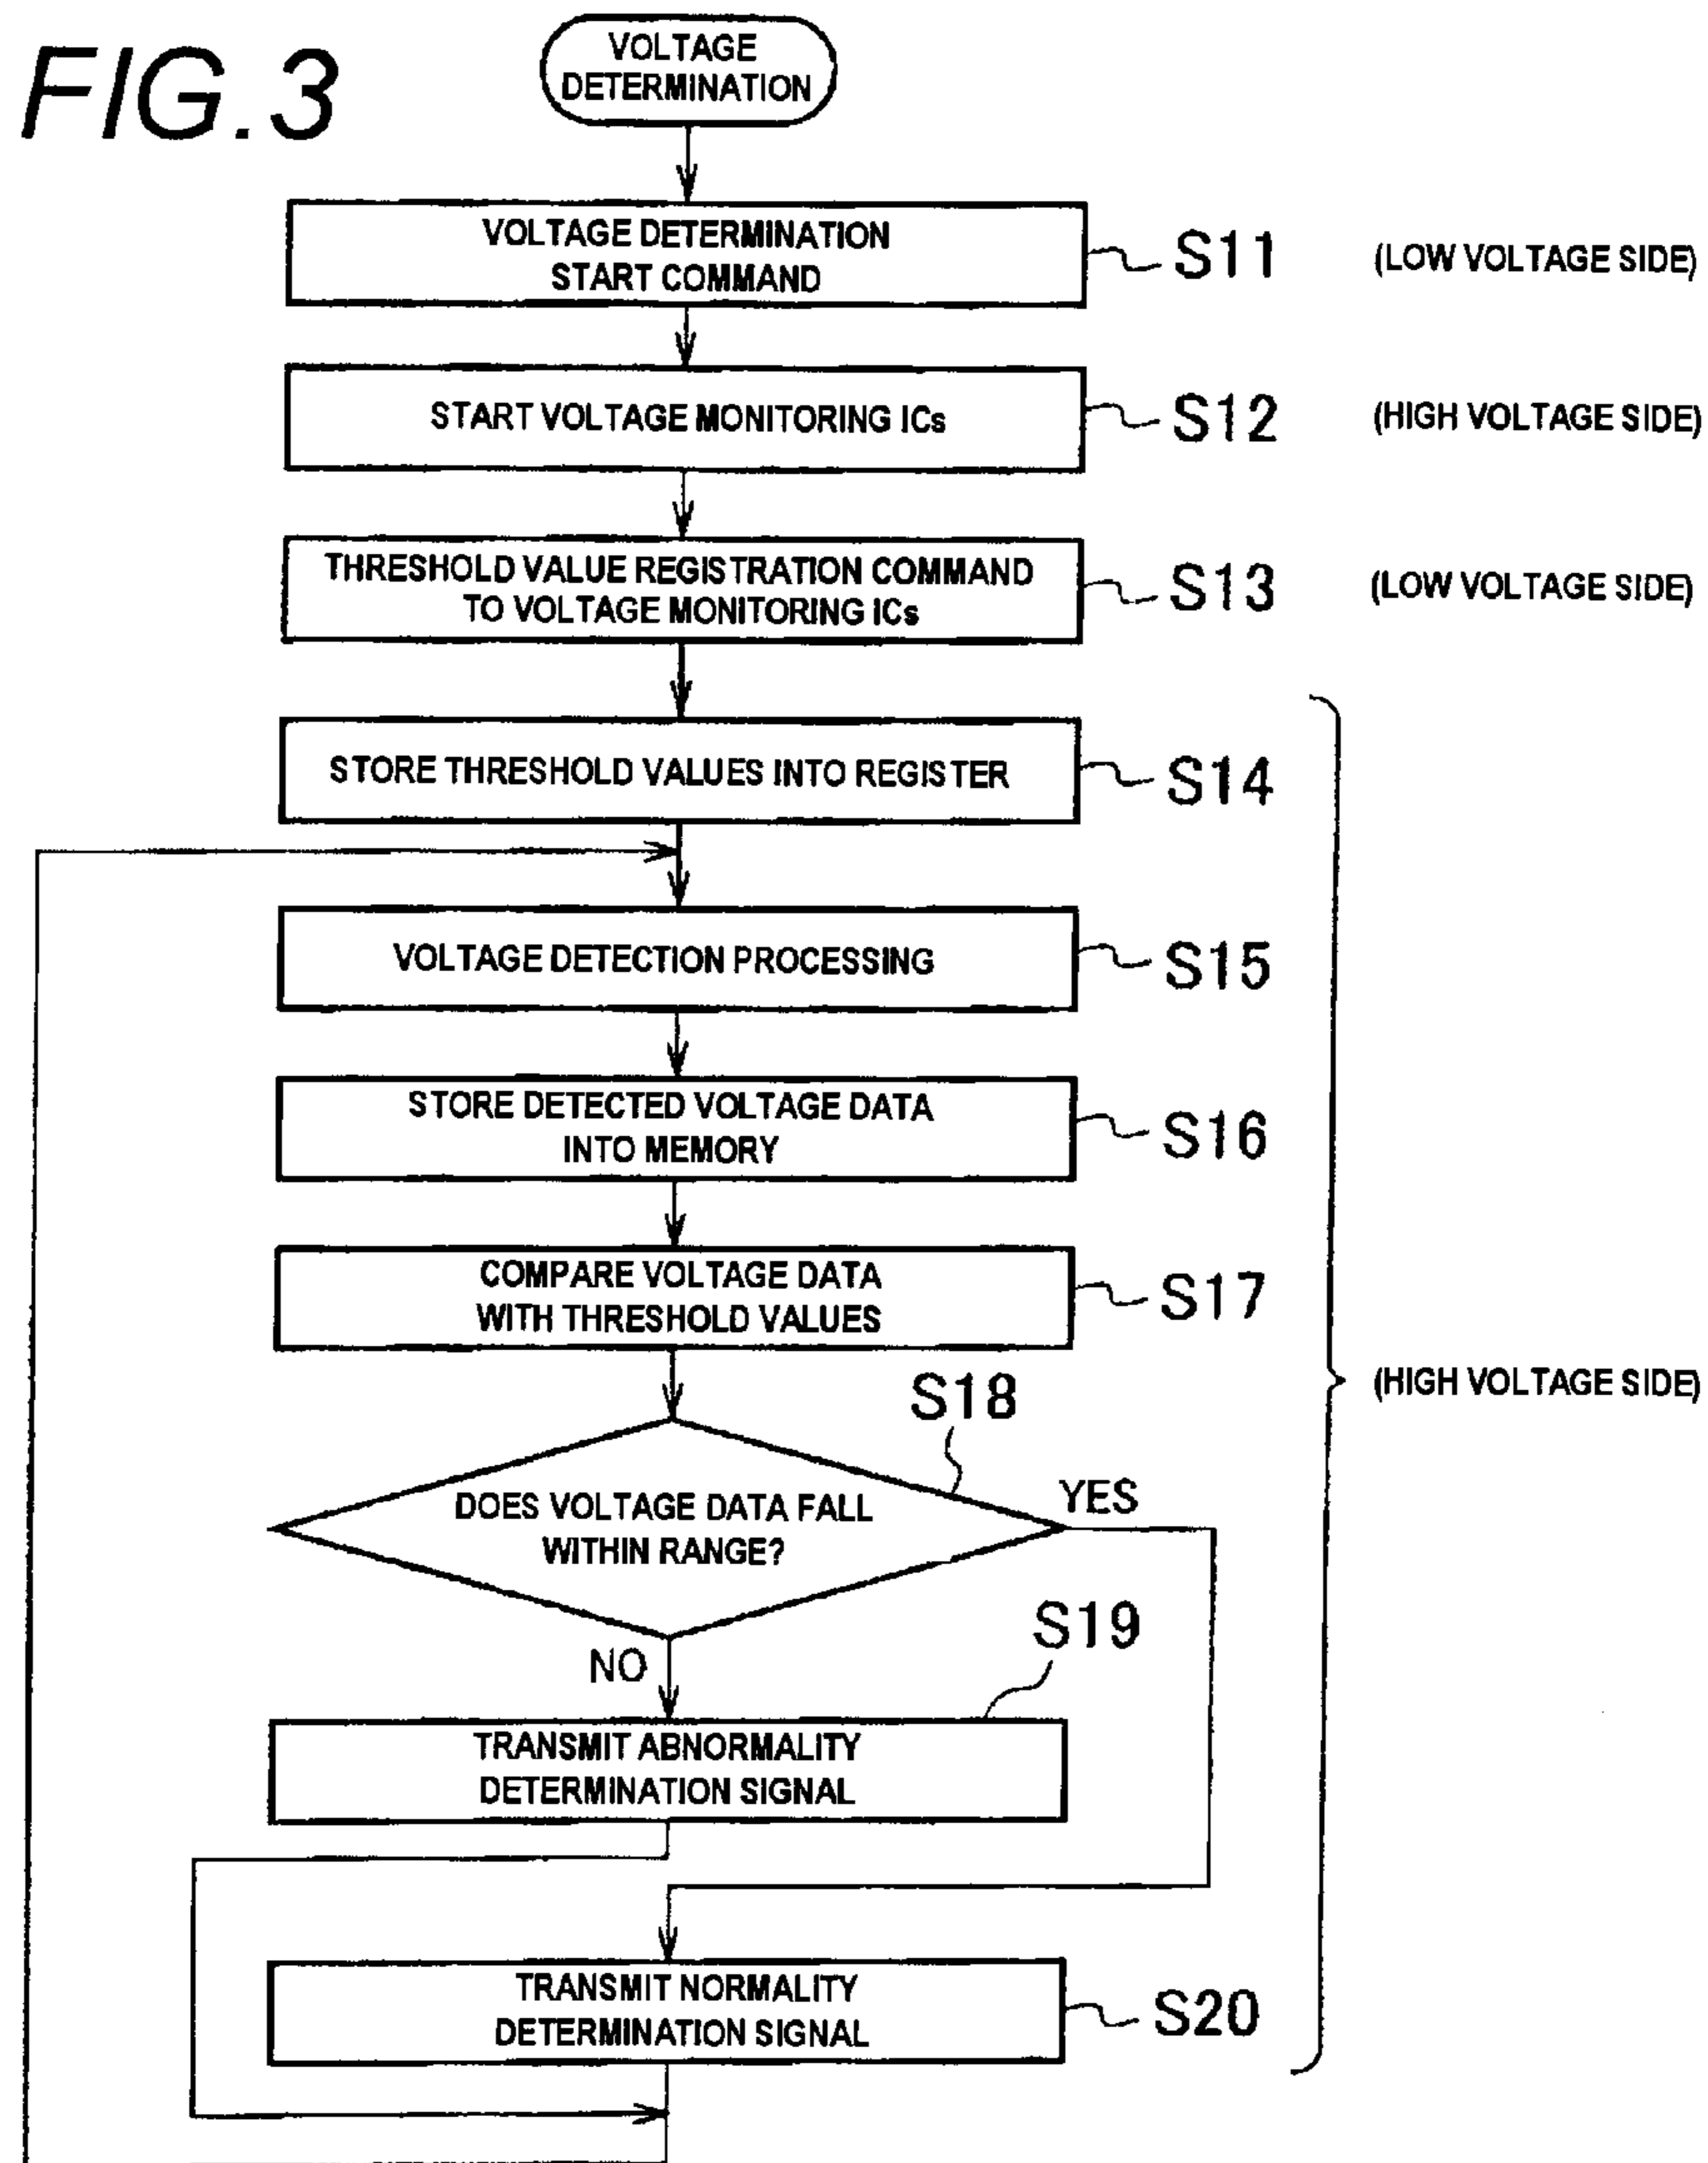 FIG.3
VOLTAGE
DETERMINATION
VOLTAGE DETERMINATION
START COMMAND
S11
(LOW VOLTAGE SIDE)
START VOLTAGE MONITORING ICs
S12
(HIGH VOLTAGE SIDE)
THRESHOLD VALUE REGISTRATION COMMAND
TO VOLTAGE MONITORING ICs
S13
(LOW VOLTAGE SIDE)
STORE THRESHOLD VALUES INTO REGISTER
S14
VOLTAGE DETECTION PROCESSING
S15
STORE DETECTED VOLTAGE DATA
INTO MEMORY
S16
COMPARE VOLTAGE DATA
WITH THRESHOLD VALUES
S17
(HIGH VOLTAGE SIDE)
S18
DOES VOLTAGE DATA FALL
WITHIN RANGE?
YES
NO
S19
TRANSMIT ABNORMALITY
DETERMINATION SIGNAL
TRANSMIT NORMALITY
DETERMINATION SIGNAL
S20